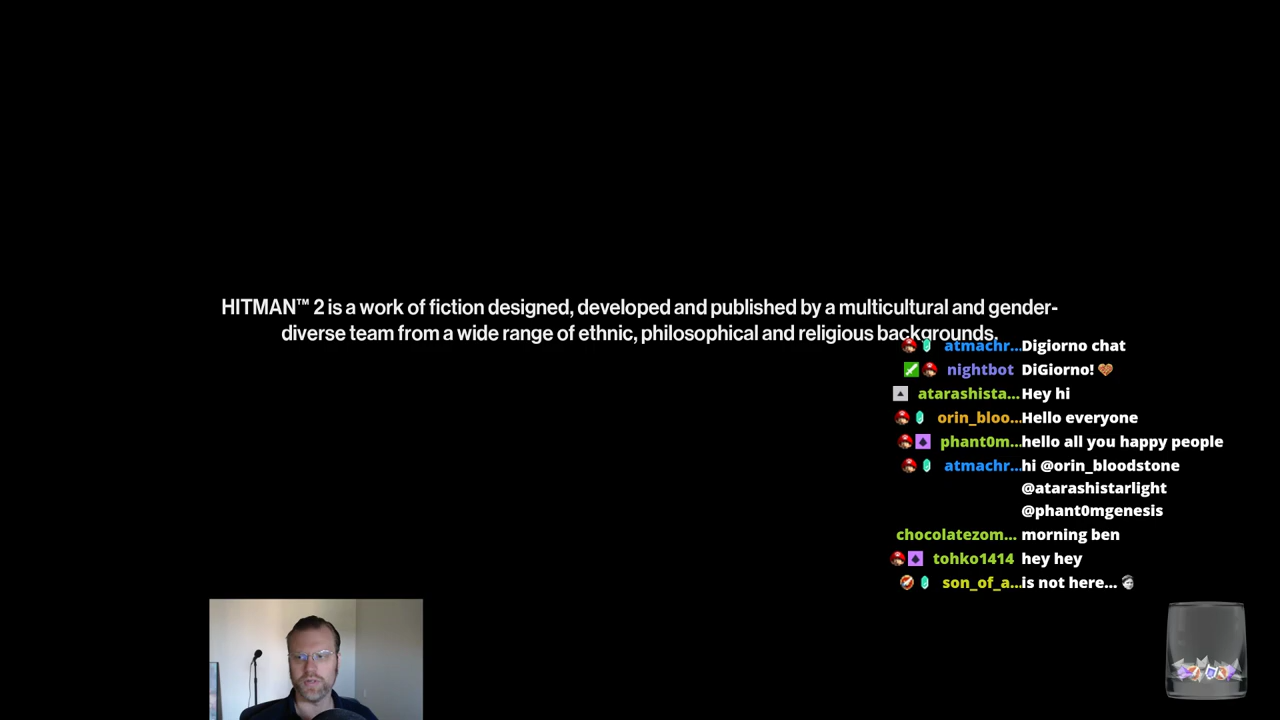 HITMAN™ 2 is a work of fiction designed, developed and published by a multicultural and gender-
diverse team from a wide range of ethnic, philosophical and religious backgrounds.
atmachr... Digiorno chat
nightbot DiGiorno!
atarashista... Hey hi
orin_bloo... Hello everyone
phant0m... hello all you happy people
atmachr... hi @orin_bloodstone
@atarashistarlight
@phant0mgenesis
chocolatezom... morning ben
tohko1414 hey hey
son_of_a... is not here...